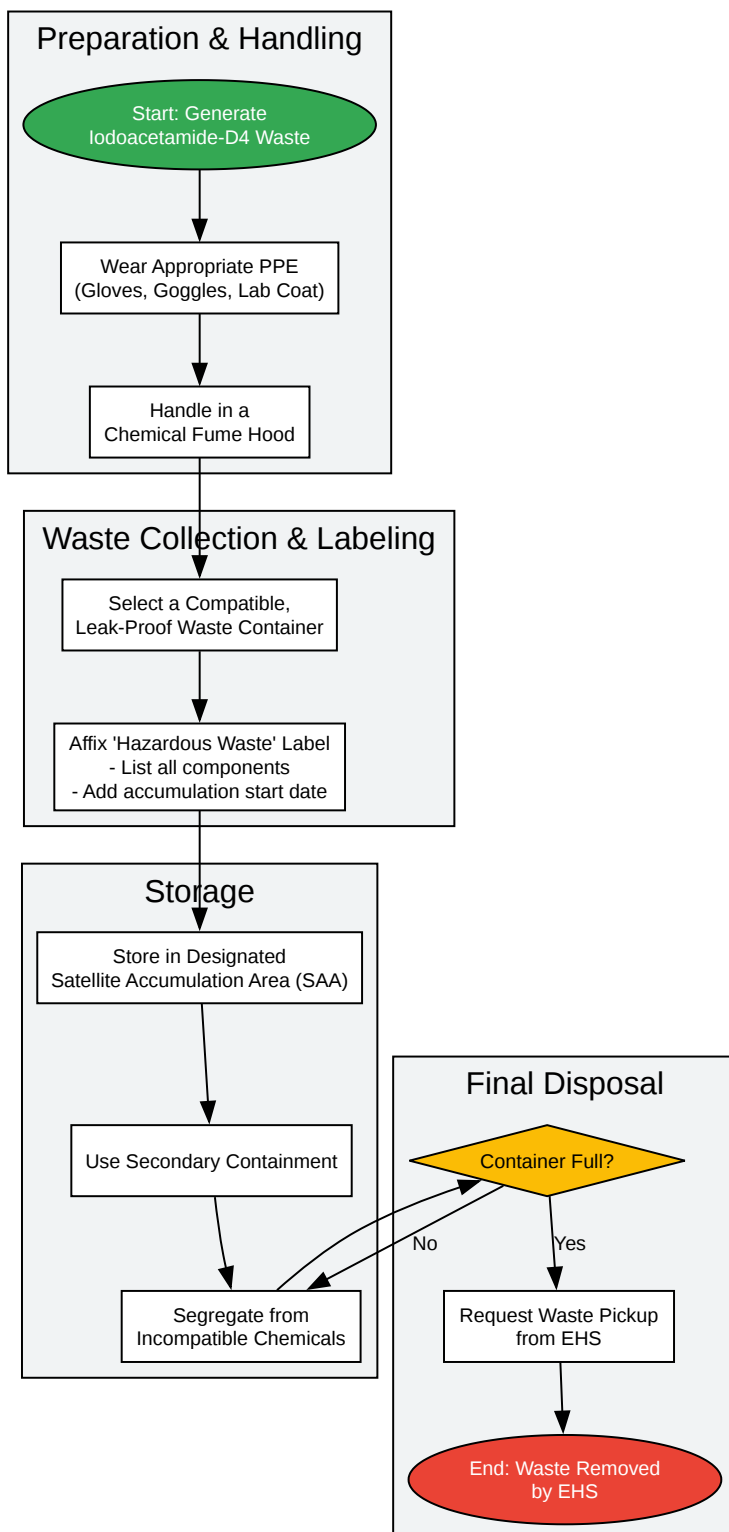 Preparation & Handling
Start: Generate
Iodoacetamide-D4 Waste
Wear Appropriate PPE
(Gloves, Goggles, Lab Coat)
Handle in a
Chemical Fume Hood
Waste Collection & Labeling
Select a Compatible,
Leak-Proof Waste Container
Affix 'Hazardous Waste' Label
- List all components
- Add accumulation start date
Storage
Store in Designated
Satellite Accumulation Area (SAA)
Use Secondary Containment
Segregate from
Incompatible Chemicals
Final Disposal
Container Full?
No
Yes
Request Waste Pickup
from EHS
End: Waste Removed
by EHS